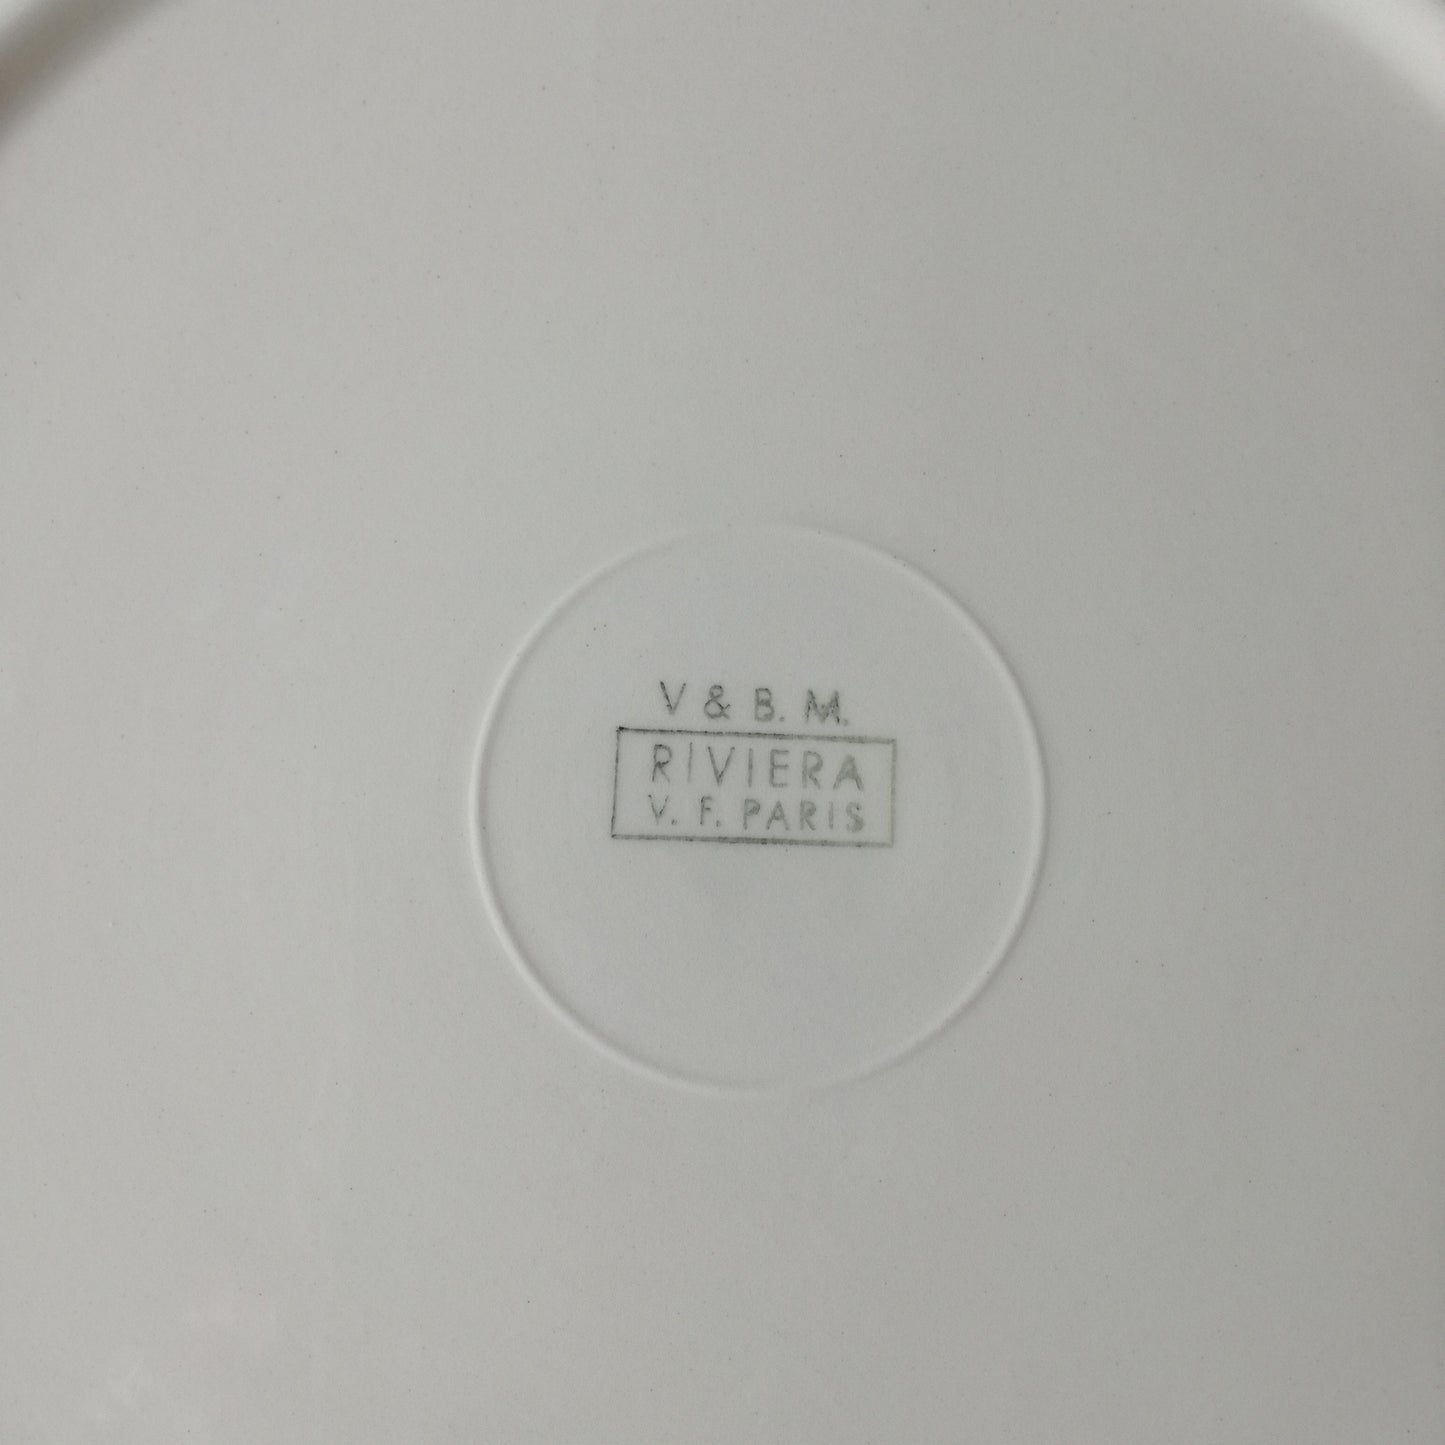 V & B. M.
RIVIERA
V. F. PARIS